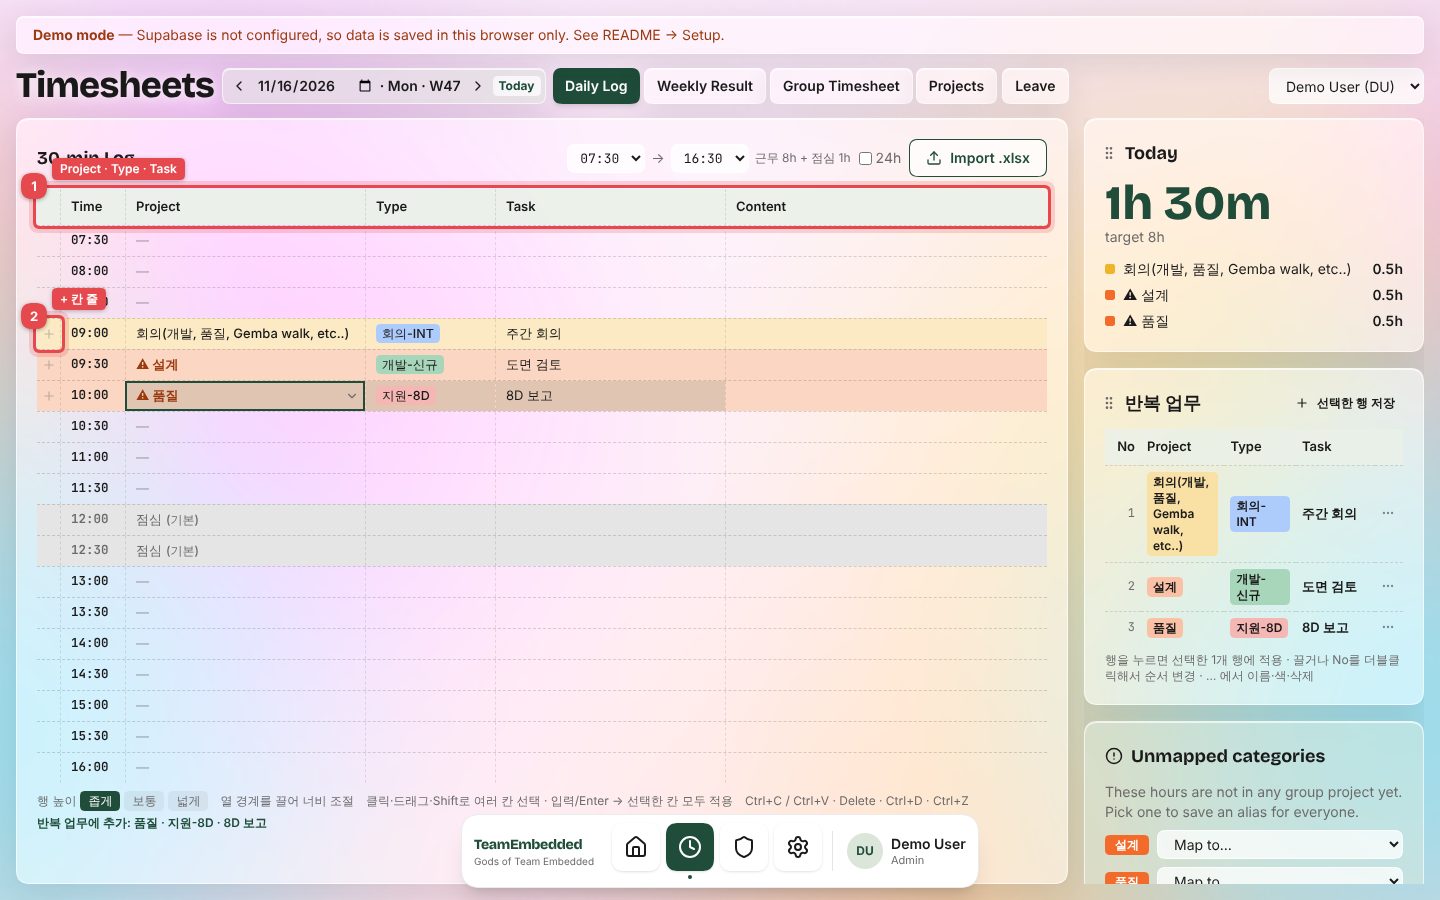 Demo mode — Supabase is not configured, so data is saved in this browser only. See README → Setup.
Timesheets
11/16/2026 · Mon · W47 Today
Daily Log
Weekly Result
Group Timesheet
Projects
Leave
Demo User (DU)
30-min Log
Project · Type · Task
07:30 → 16:30 근무 8h + 점심 1h 24h
Import .xlsx
1
Time Project Type Task Content
07:30 —
08:00 —
—
+ 칸 줄
2
+ 09:00 회의(개발, 품질, Gemba walk, etc..) 회의-INT 주간 회의
+ 09:30 ⚠ 설계 개발-신규 도면 검토
+ 10:00 ⚠ 품질 지원-8D 8D 보고
10:30 —
11:00 —
11:30 —
12:00 점심 (기본)
12:30 점심 (기본)
13:00 —
13:30 —
14:00 —
14:30 —
15:00 —
15:30 —
16:00 —
행 높이 좁게 보통 넓게 열 경계를 끌어 너비 조절 클릭·드래그·Shift로 여러 칸 선택 · 입력/Enter → 선택한 칸 모두 적용 Ctrl+C / Ctrl+V · Delete · Ctrl+D · Ctrl+Z
반복 업무에 추가: 품질 · 지원-8D · 8D 보고
Today
1h 30m
target 8h
회의(개발, 품질, Gemba walk, etc..) 0.5h
⚠ 설계 0.5h
⚠ 품질 0.5h
반복 업무
+ 선택한 행 저장
No Project Type Task
1 회의(개발, 품질, Gemba walk, etc..) 회의-INT 주간 회의 ···
2 설계 개발-신규 도면 검토 ···
3 품질 지원-8D 8D 보고 ···
행을 누르면 선택한 1개 행에 적용 · 끌거나 No를 더블클
릭해서 순서 변경 · … 에서 이름·색·삭제
Unmapped categories
These hours are not in any group project yet.
Pick one to save an alias for everyone.
설계 Map to...
품질 Map to
TeamEmbedded
Gods of Team Embedded
DU
Demo User
Admin